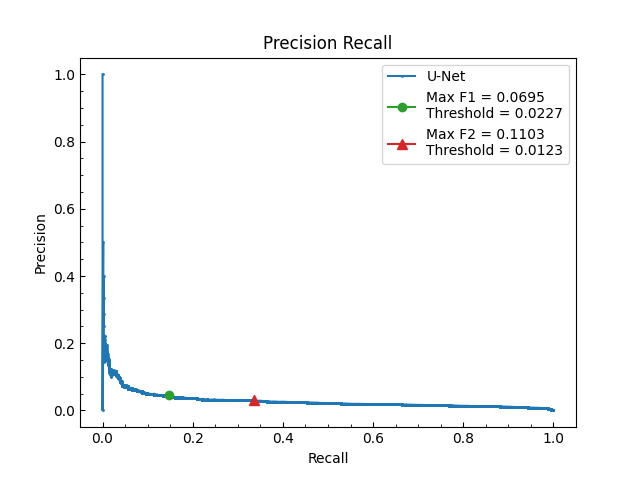 Precision Recall
U-Net
Max F1 = 0.0695
Threshold = 0.0227
Max F2 = 0.1103
Threshold = 0.0123
Precision
1.0
0.8
0.6
0.4
0.2
0.0
0.0 0.2 0.4 0.6 0.8 1.0
Recall